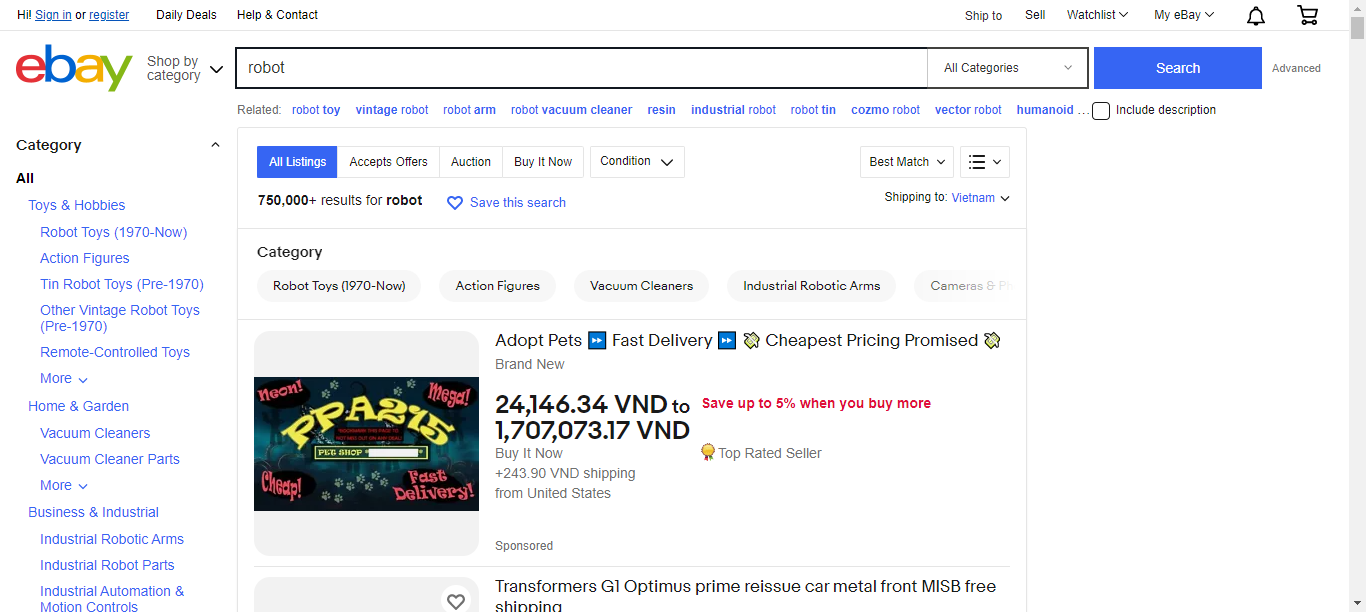 Hi! Sign in or register Daily Deals Help & Contact Ship to Sell Watchlist My eBay
ebay Shop by category robot All Categories Search Advanced
Related: robot toy vintage robot robot arm robot vacuum cleaner resin industrial robot robot tin cozmo robot vector robot humanoid ... Include description
Category
All
Toys & Hobbies
Robot Toys (1970-Now)
Action Figures
Tin Robot Toys (Pre-1970)
Other Vintage Robot Toys
(Pre-1970)
Remote-Controlled Toys
More
Home & Garden
Vacuum Cleaners
Vacuum Cleaner Parts
More
Business & Industrial
Industrial Robotic Arms
Industrial Robot Parts
Industrial Automation &
Motion Controls
All Listings Accepts Offers Auction Buy It Now Condition Best Match
750,000+ results for robot Save this search Shipping to: Vietnam
Category
Robot Toys (1970-Now) Action Figures Vacuum Cleaners Industrial Robotic Arms Cameras & Ph
Neon! Mega!
PPA215
PET SHOP "
Cheap! Fast
Delivery!
Adopt Pets ⏩ Fast Delivery ⏩ 💸 Cheapest Pricing Promised 💸
Brand New
24,146.34 VND to Save up to 5% when you buy more
1,707,073.17 VND
Buy It Now Top Rated Seller
+243.90 VND shipping
from United States
Sponsored
Transformers G1 Optimus prime reissue car metal front MISB free
shipping